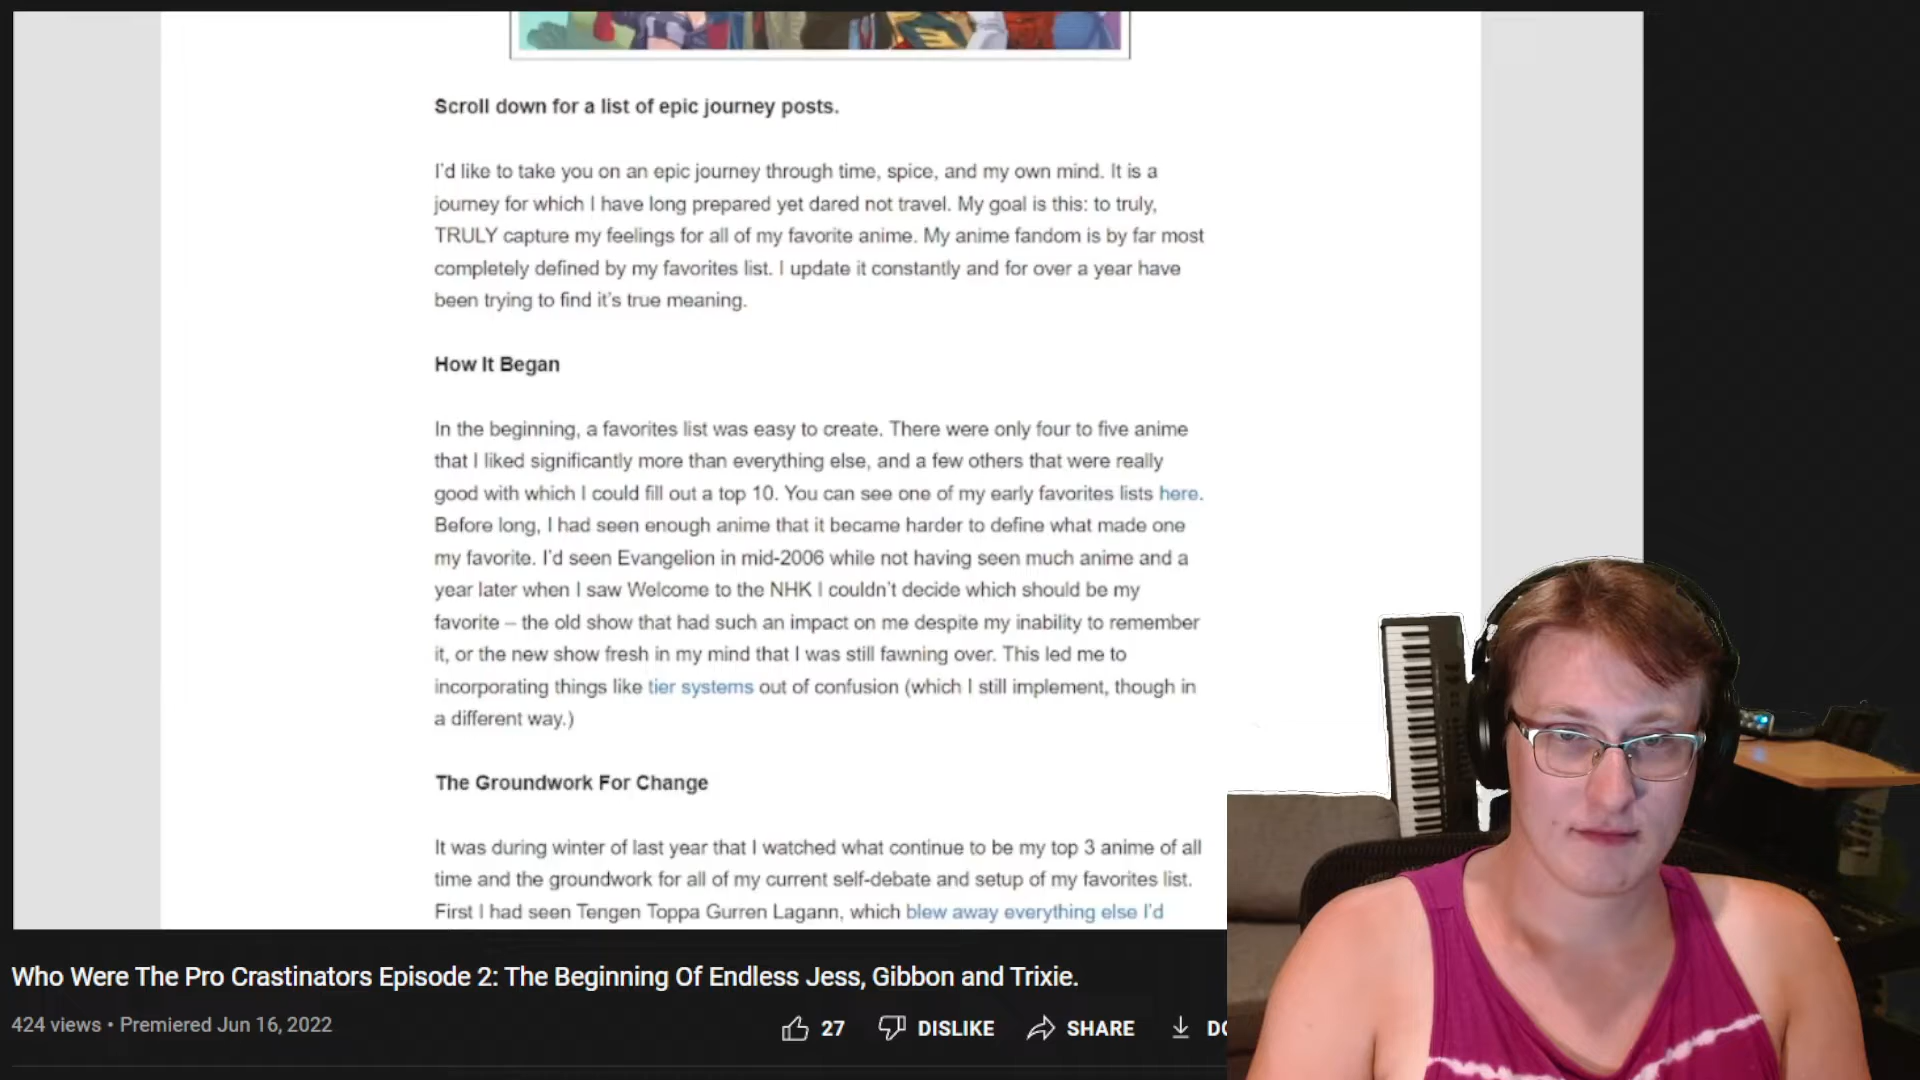 Scroll down for a list of epic journey posts.
I'd like to take you on an epic journey through time, spice, and my own mind. It is a
journey for which I have long prepared yet dared not travel. My goal is this: to truly,
TRULY capture my feelings for all of my favorite anime. My anime fandom is by far most
completely defined by my favorites list. I update it constantly and for over a year have
been trying to find it's true meaning.
How It Began
In the beginning, a favorites list was easy to create. There were only four to five anime
that I liked significantly more than everything else, and a few others that were really
good with which I could fill out a top 10. You can see one of my early favorites lists here.
Before long, I had seen enough anime that it became harder to define what made one
my favorite. I'd seen Evangelion in mid-2006 while not having seen much anime and a
year later when I saw Welcome to the NHK I couldn't decide which should be my
favorite – the old show that had such an impact on me despite my inability to remember
it, or the new show fresh in my mind that I was still fawning over. This led me to
incorporating things like tier systems out of confusion (which I still implement, though in
a different way.)
The Groundwork For Change
It was during winter of last year that I watched what continue to be my top 3 anime of all
time and the groundwork for all of my current self-debate and setup of my favorites list.
First I had seen Tengen Toppa Gurren Lagann, which blew away everything else I'd
Who Were The Pro Crastinators Episode 2: The Beginning Of Endless Jess, Gibbon and Trixie.
424 views • Premiered Jun 16, 2022
27 DISLIKE SHARE DO